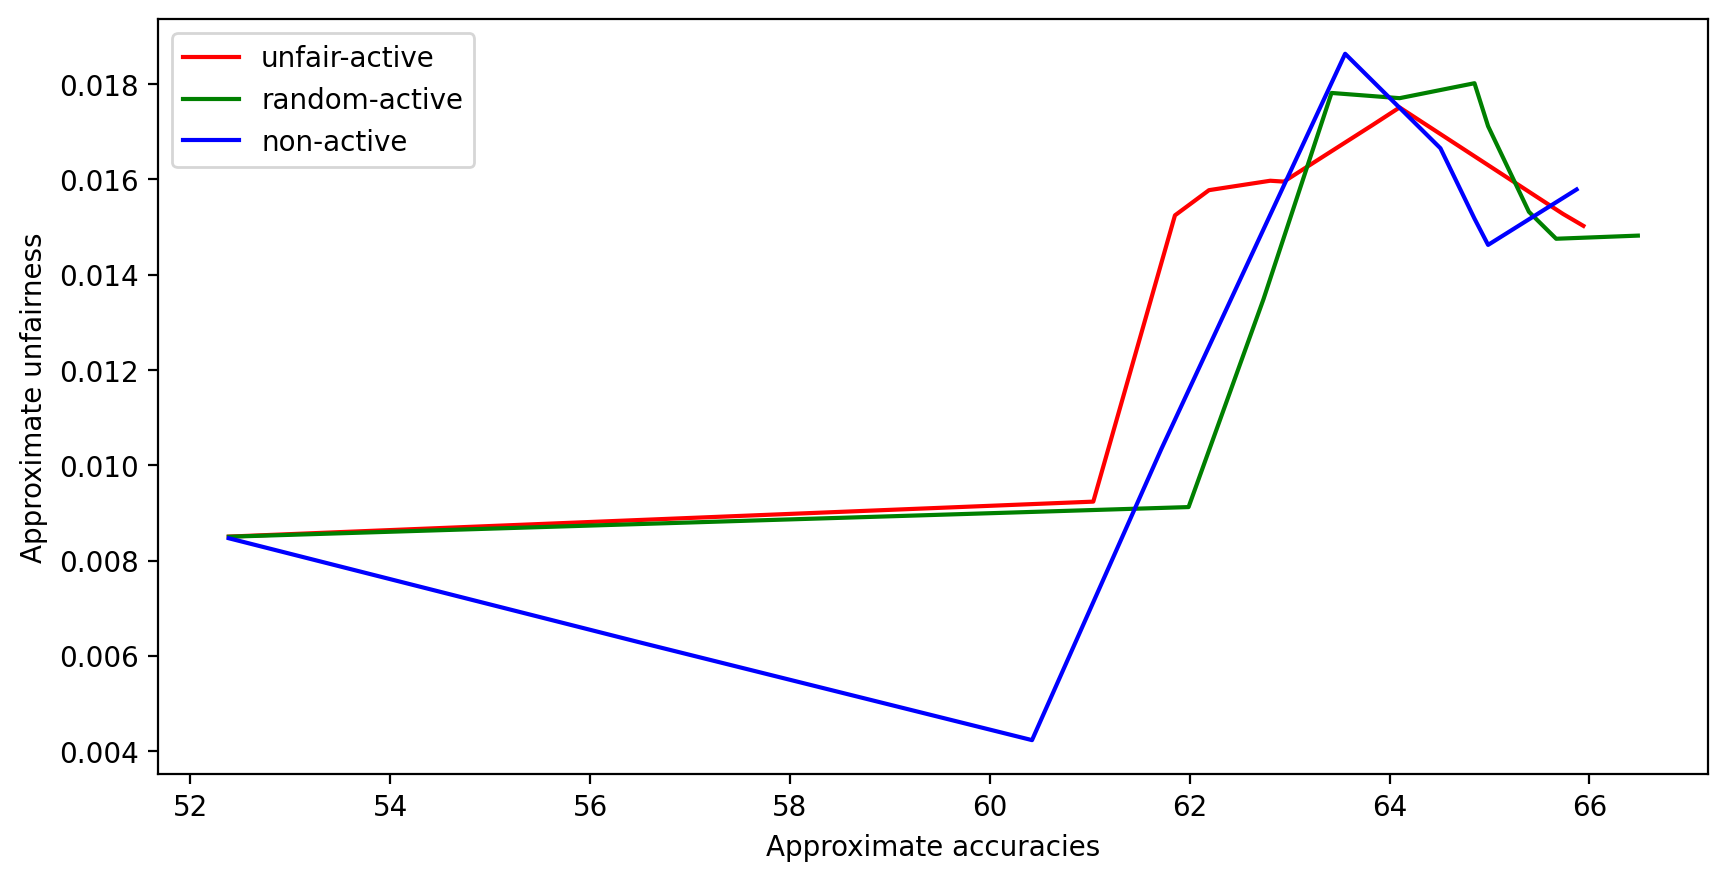 unfair-active
random-active
non-active
0.018
0.016
0.014
0.012
0.010
0.008
0.006
0.004
Approximate unfairness
52 54 56 58 60 62 64 66
Approximate accuracies